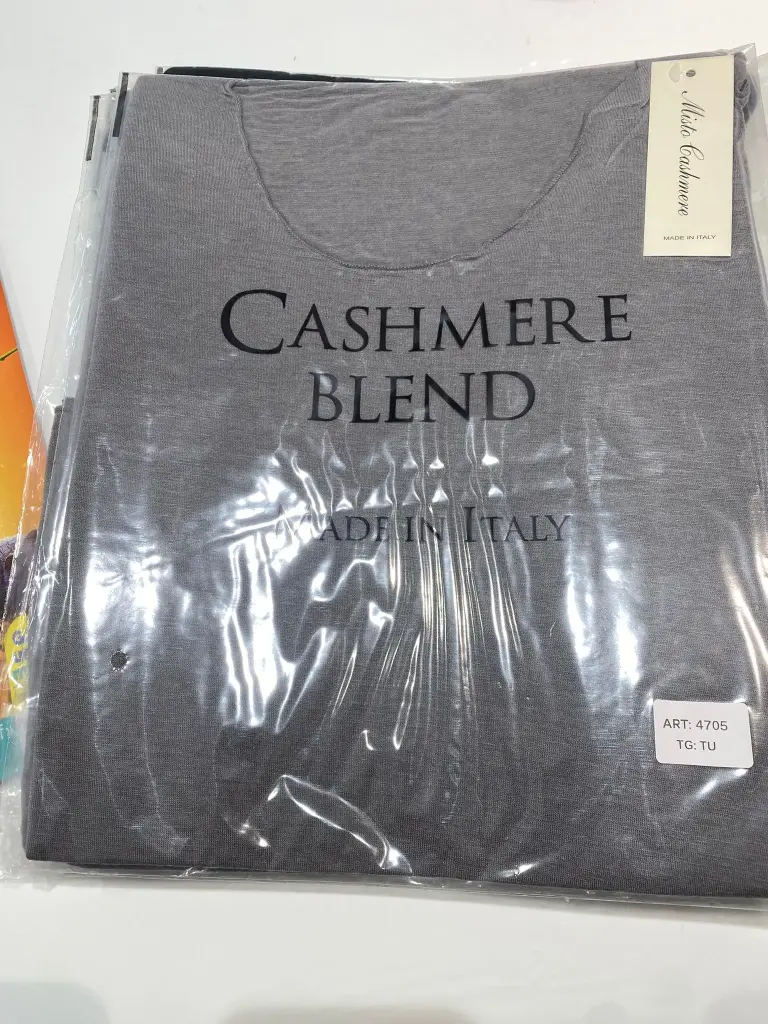 Misto Cashmere
MADE IN ITALY
CASHMERE
BLEND
MADE IN ITALY
ART: 4705
TG: TU